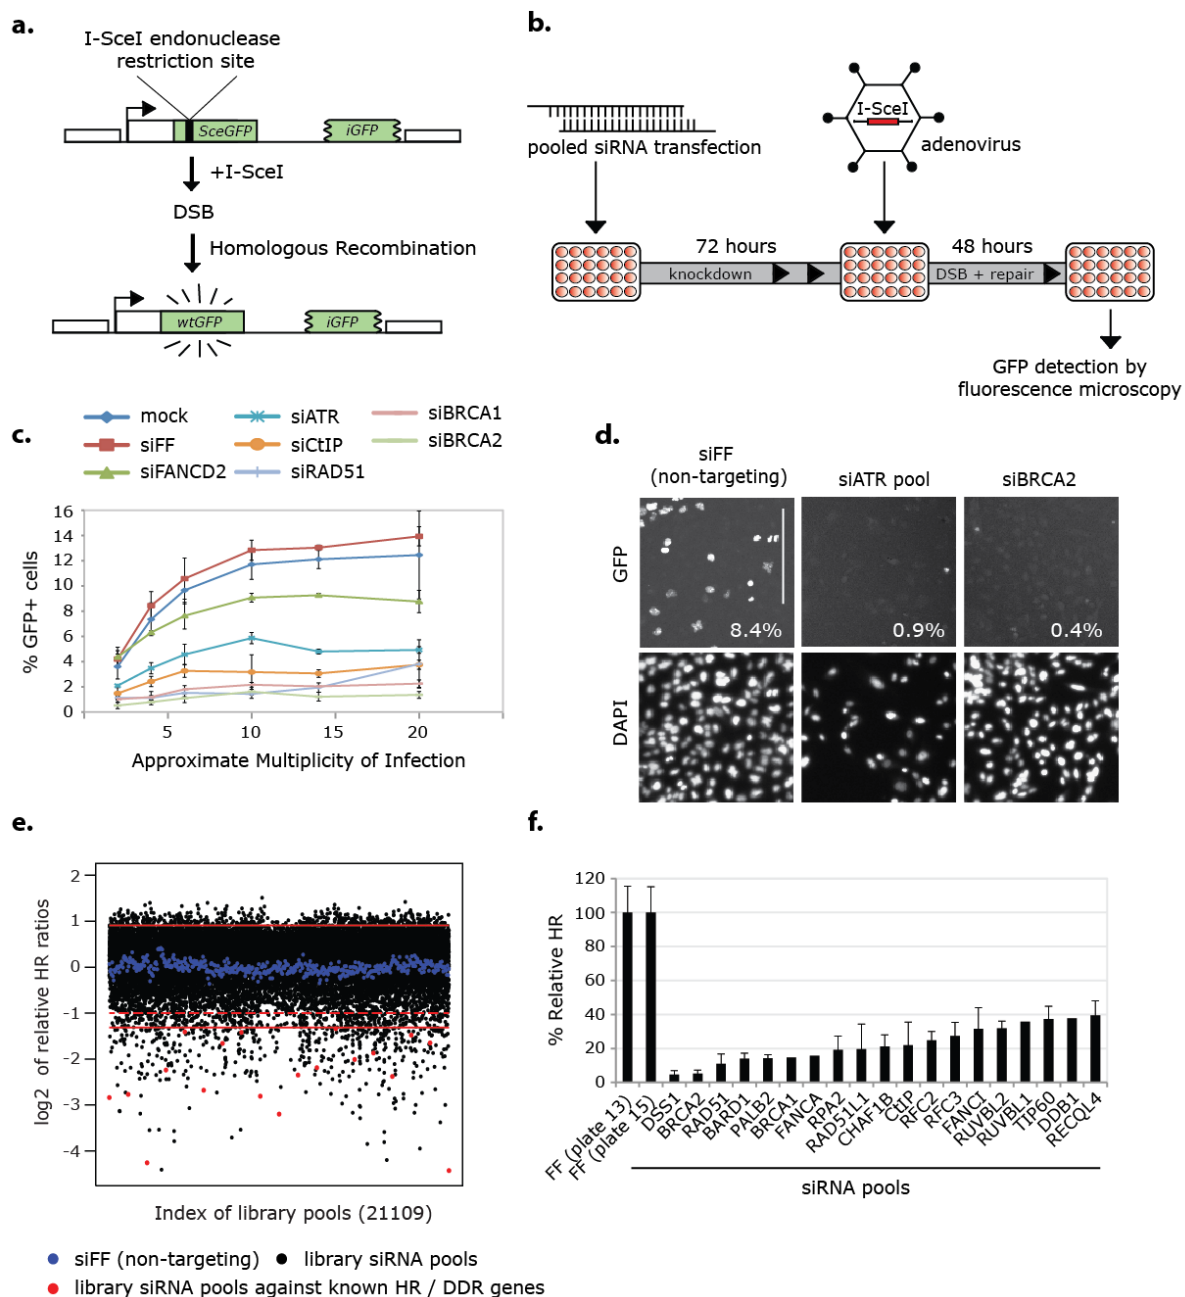 a.
I-SceI endonuclease
restriction site
SceGFP
iGFP
+I-SceI
DSB
Homologous Recombination
wtGFP
iGFP
b.
I-SceI
pooled siRNA transfection
adenovirus
72 hours
48 hours
knockdown
DSB + repair
GFP detection by
fluorescence microscopy
c.
mock
siFF
siFANCD2
siATR
siCtIP
siRAD51
siBRCA1
siBRCA2
16
14
12
10
8
6
4
2
0
% GFP+ cells
5
10
15
20
Approximate Multiplicity of Infection
d.
siFF
(non-targeting)
siATR pool
siBRCA2
GFP
8.4%
0.9%
0.4%
DAPI
e.
2
1
0
-1
-2
-3
-4
log2 of relative HR ratios
Index of library pools (21109)
siFF (non-targeting)
library siRNA pools
library siRNA pools against known HR / DDR genes
f.
120
100
80
60
40
20
0
% Relative HR
FF (plate 13)
FF (plate 15)
DSS1
BRCA2
RAD51
BARD1
PALB2
BRCA1
FANCA
RPA2
RAD51L1
CHAF1B
CtIP
RFC2
RFC3
FANCI
RUVBL2
RUVBL1
TIP60
DDB1
RECQL4
siRNA pools